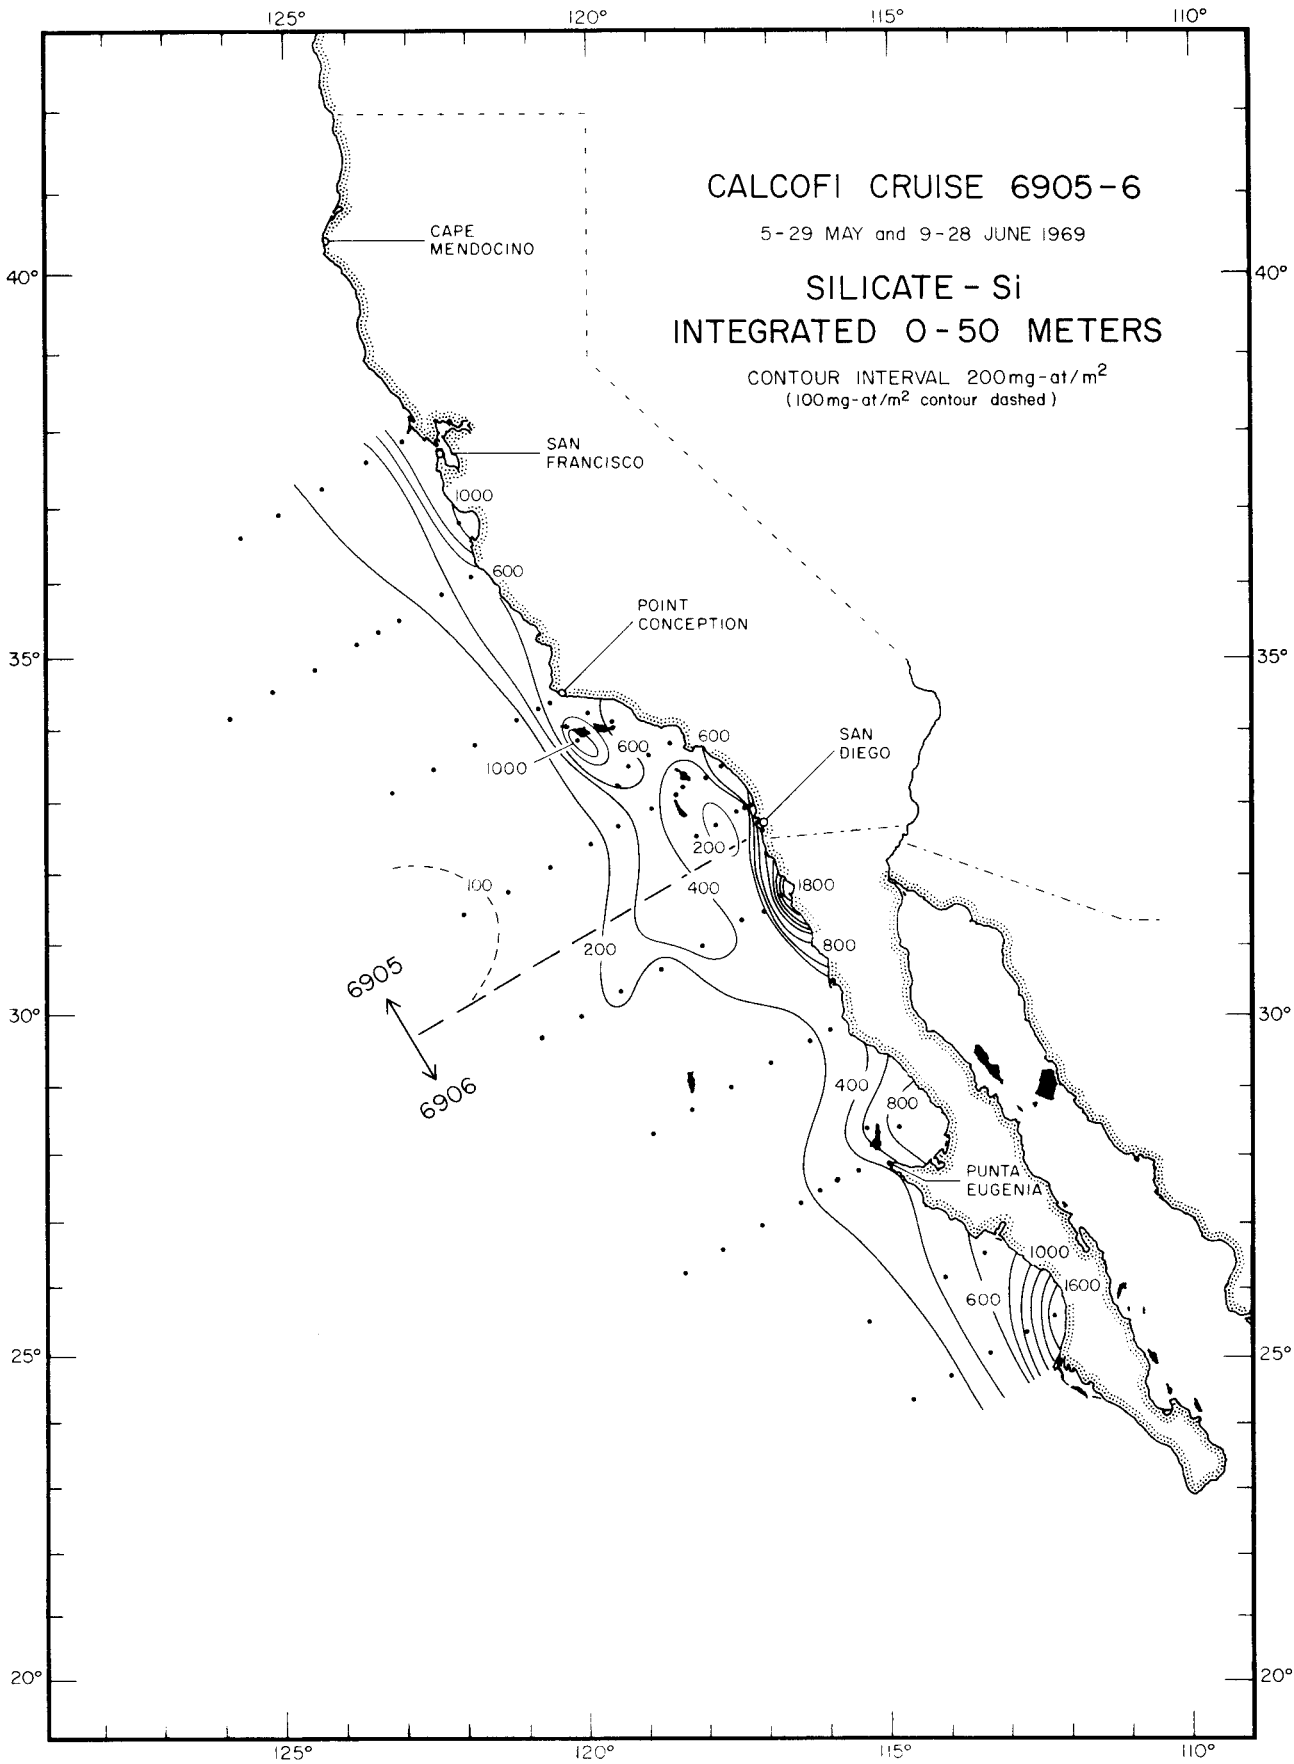 125°
120°
115°
110°
CALCOFI CRUISE 6905-6
5-29 MAY and 9-28 JUNE 1969
SILICATE - Si
INTEGRATED 0-50 METERS
CONTOUR INTERVAL 200mg-at/m²
(100mg-at/m² contour dashed)
CAPE
MENDOCINO
40°
40°
SAN
FRANCISCO
1000
600
POINT
CONCEPTION
35°
35°
SAN
DIEGO
600
600
1000
200
1800
100
400
800
200
6905
30°
30°
6906
400
800
PUNTA
EUGENIA
1000
1600
600
25°
25°
20°
20°
125°
120°
115°
110°